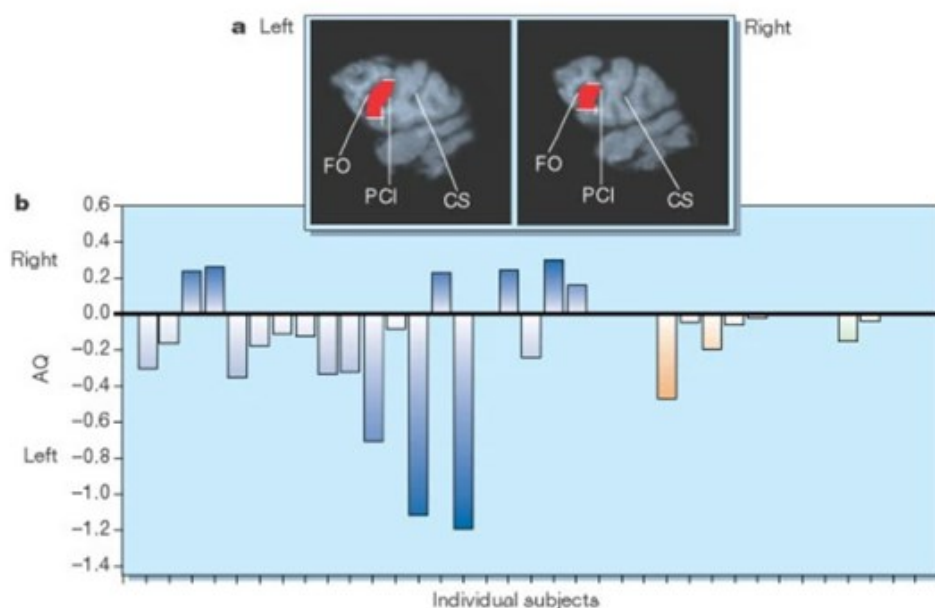 a Left
Right
FO
PCI
CS
FO
PCI
CS
b
0.6
0.4
Right
0.2
0.0
−0.2
AQ
−0.4
−0.6
Left
−0.8
−1.0
−1.2
−1.4
Individual subjects